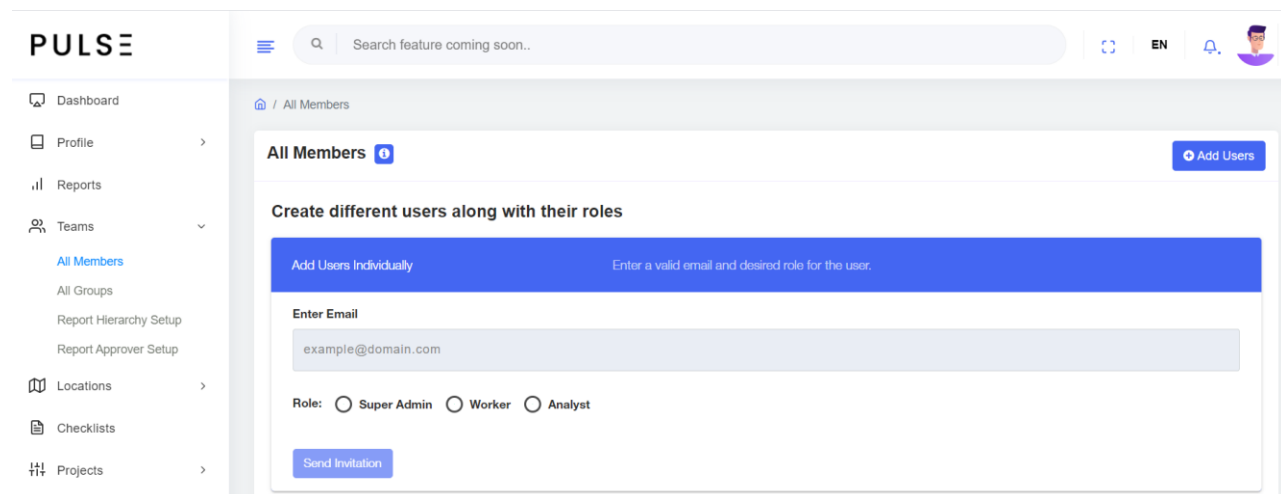 PULSE
Search feature coming soon..
EN
Dashboard
Profile
Reports
Teams
All Members
All Groups
Report Hierarchy Setup
Report Approver Setup
Locations
Checklists
Projects
/ All Members
All Members
Add Users
Create different users along with their roles
Add Users Individually Enter a valid email and desired role for the user.
Enter Email
example@domain.com
Role: Super Admin Worker Analyst
Send Invitation